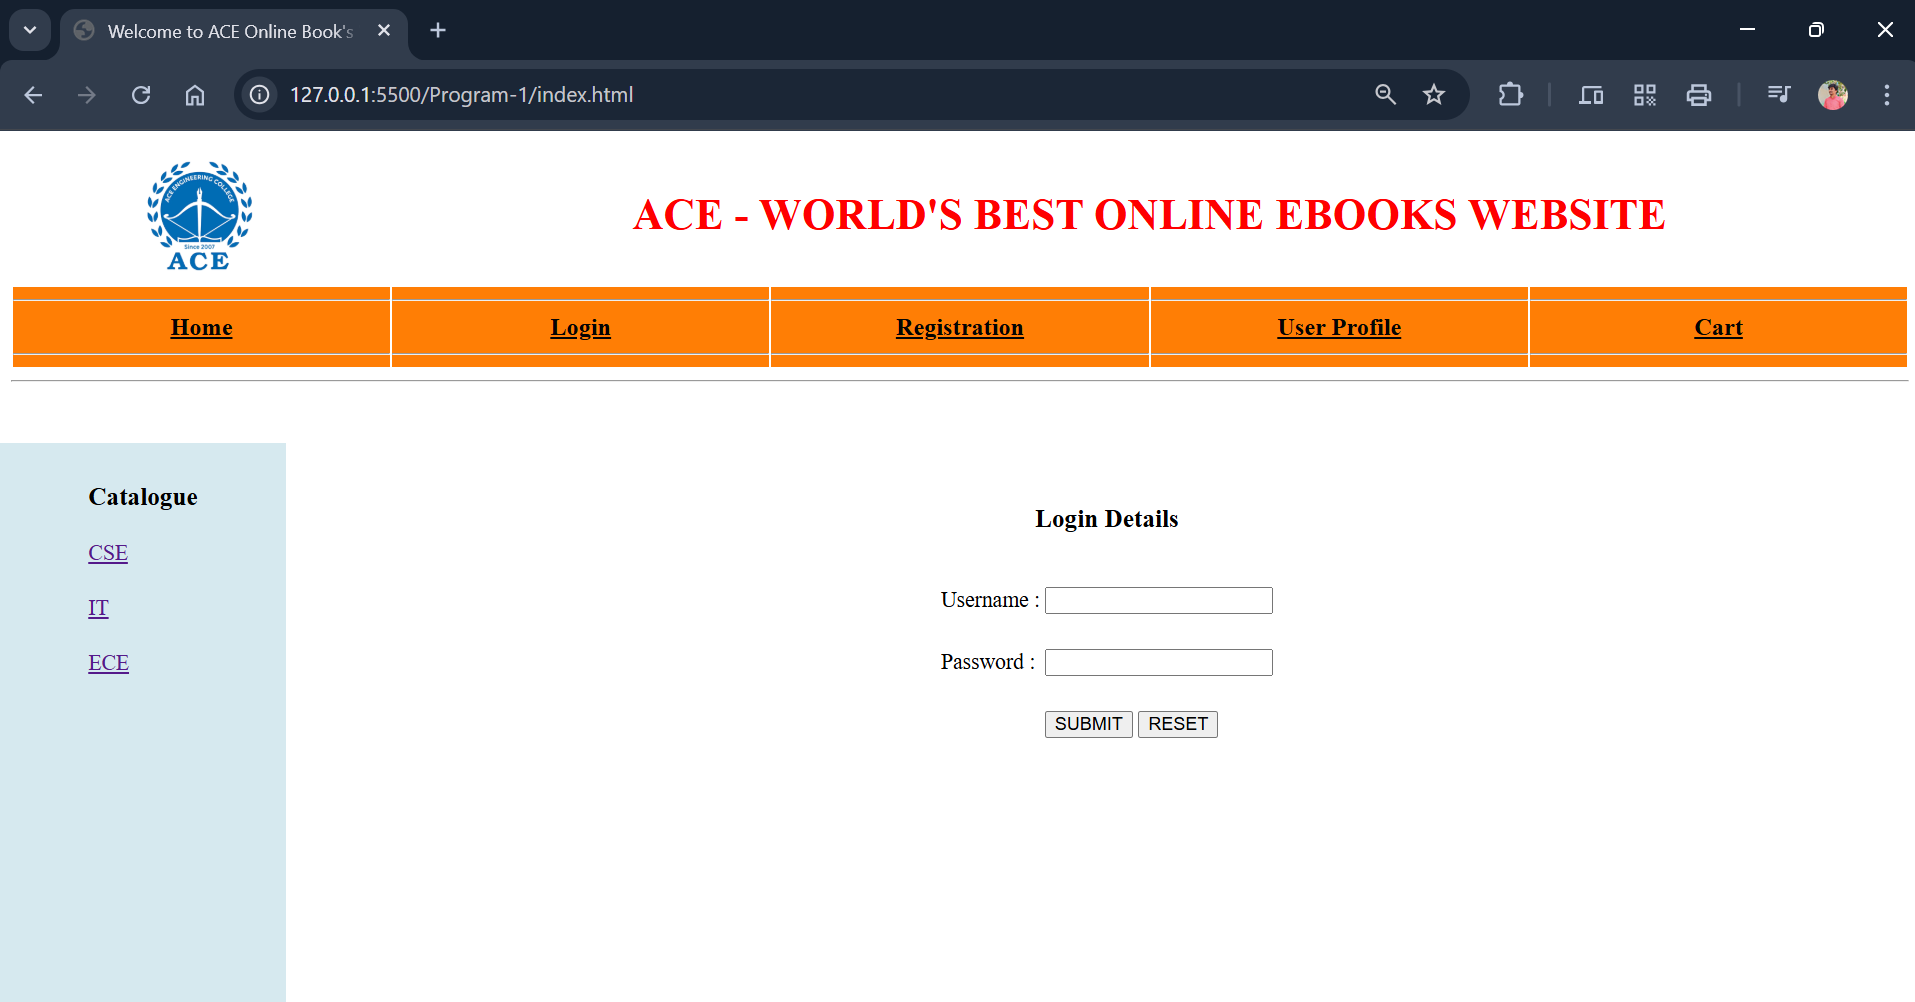 Welcome to ACE Online Book's
127.0.0.1:5500/Program-1/index.html
ACE ENGINEERING COLLEGE
Since 2007
ACE
ACE - WORLD'S BEST ONLINE EBOOKS WEBSITE
Home Login Registration User Profile Cart
Catalogue
CSE
IT
ECE
Login Details
Username :
Password :
SUBMIT RESET